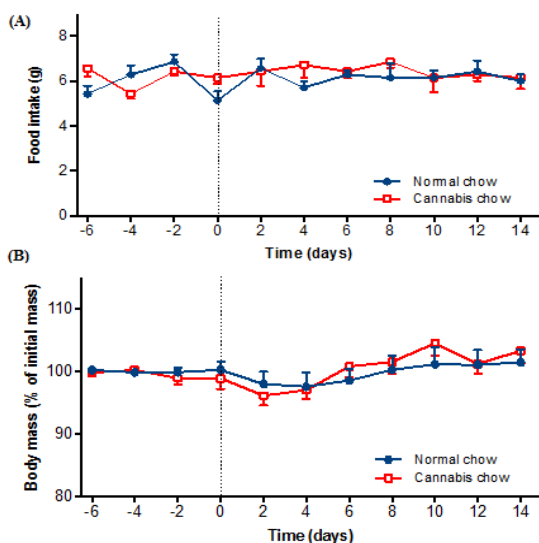 (A)
8
6
4
2
0
Food intake (g)
Normal chow
Cannabis chow
-6 -4 -2 0 2 4 6 8 10 12 14
Time (days)
(B)
110
100
90
80
Body mass (% of initial mass)
Normal chow
Cannabis chow
-6 -4 -2 0 2 4 6 8 10 12 14
Time (days)